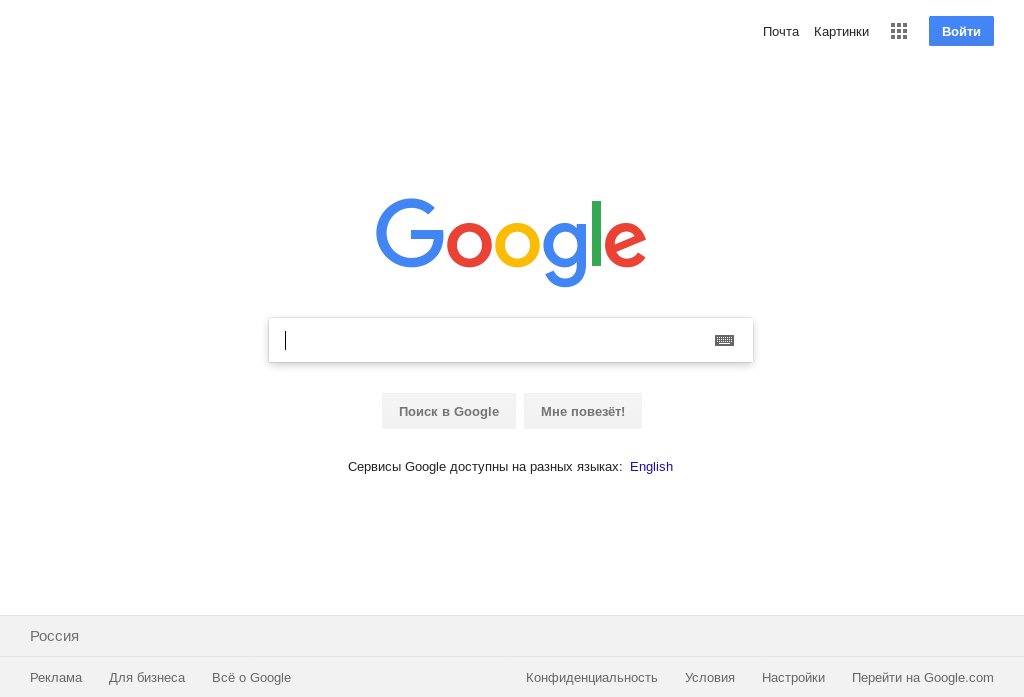 Почта Картинки Войти
Google
Поиск в Google Мне повезёт!
Сервисы Google доступны на разных языках: English
Россия
Реклама Для бизнеса Всё о Google Конфиденциальность Условия Настройки Перейти на Google.com